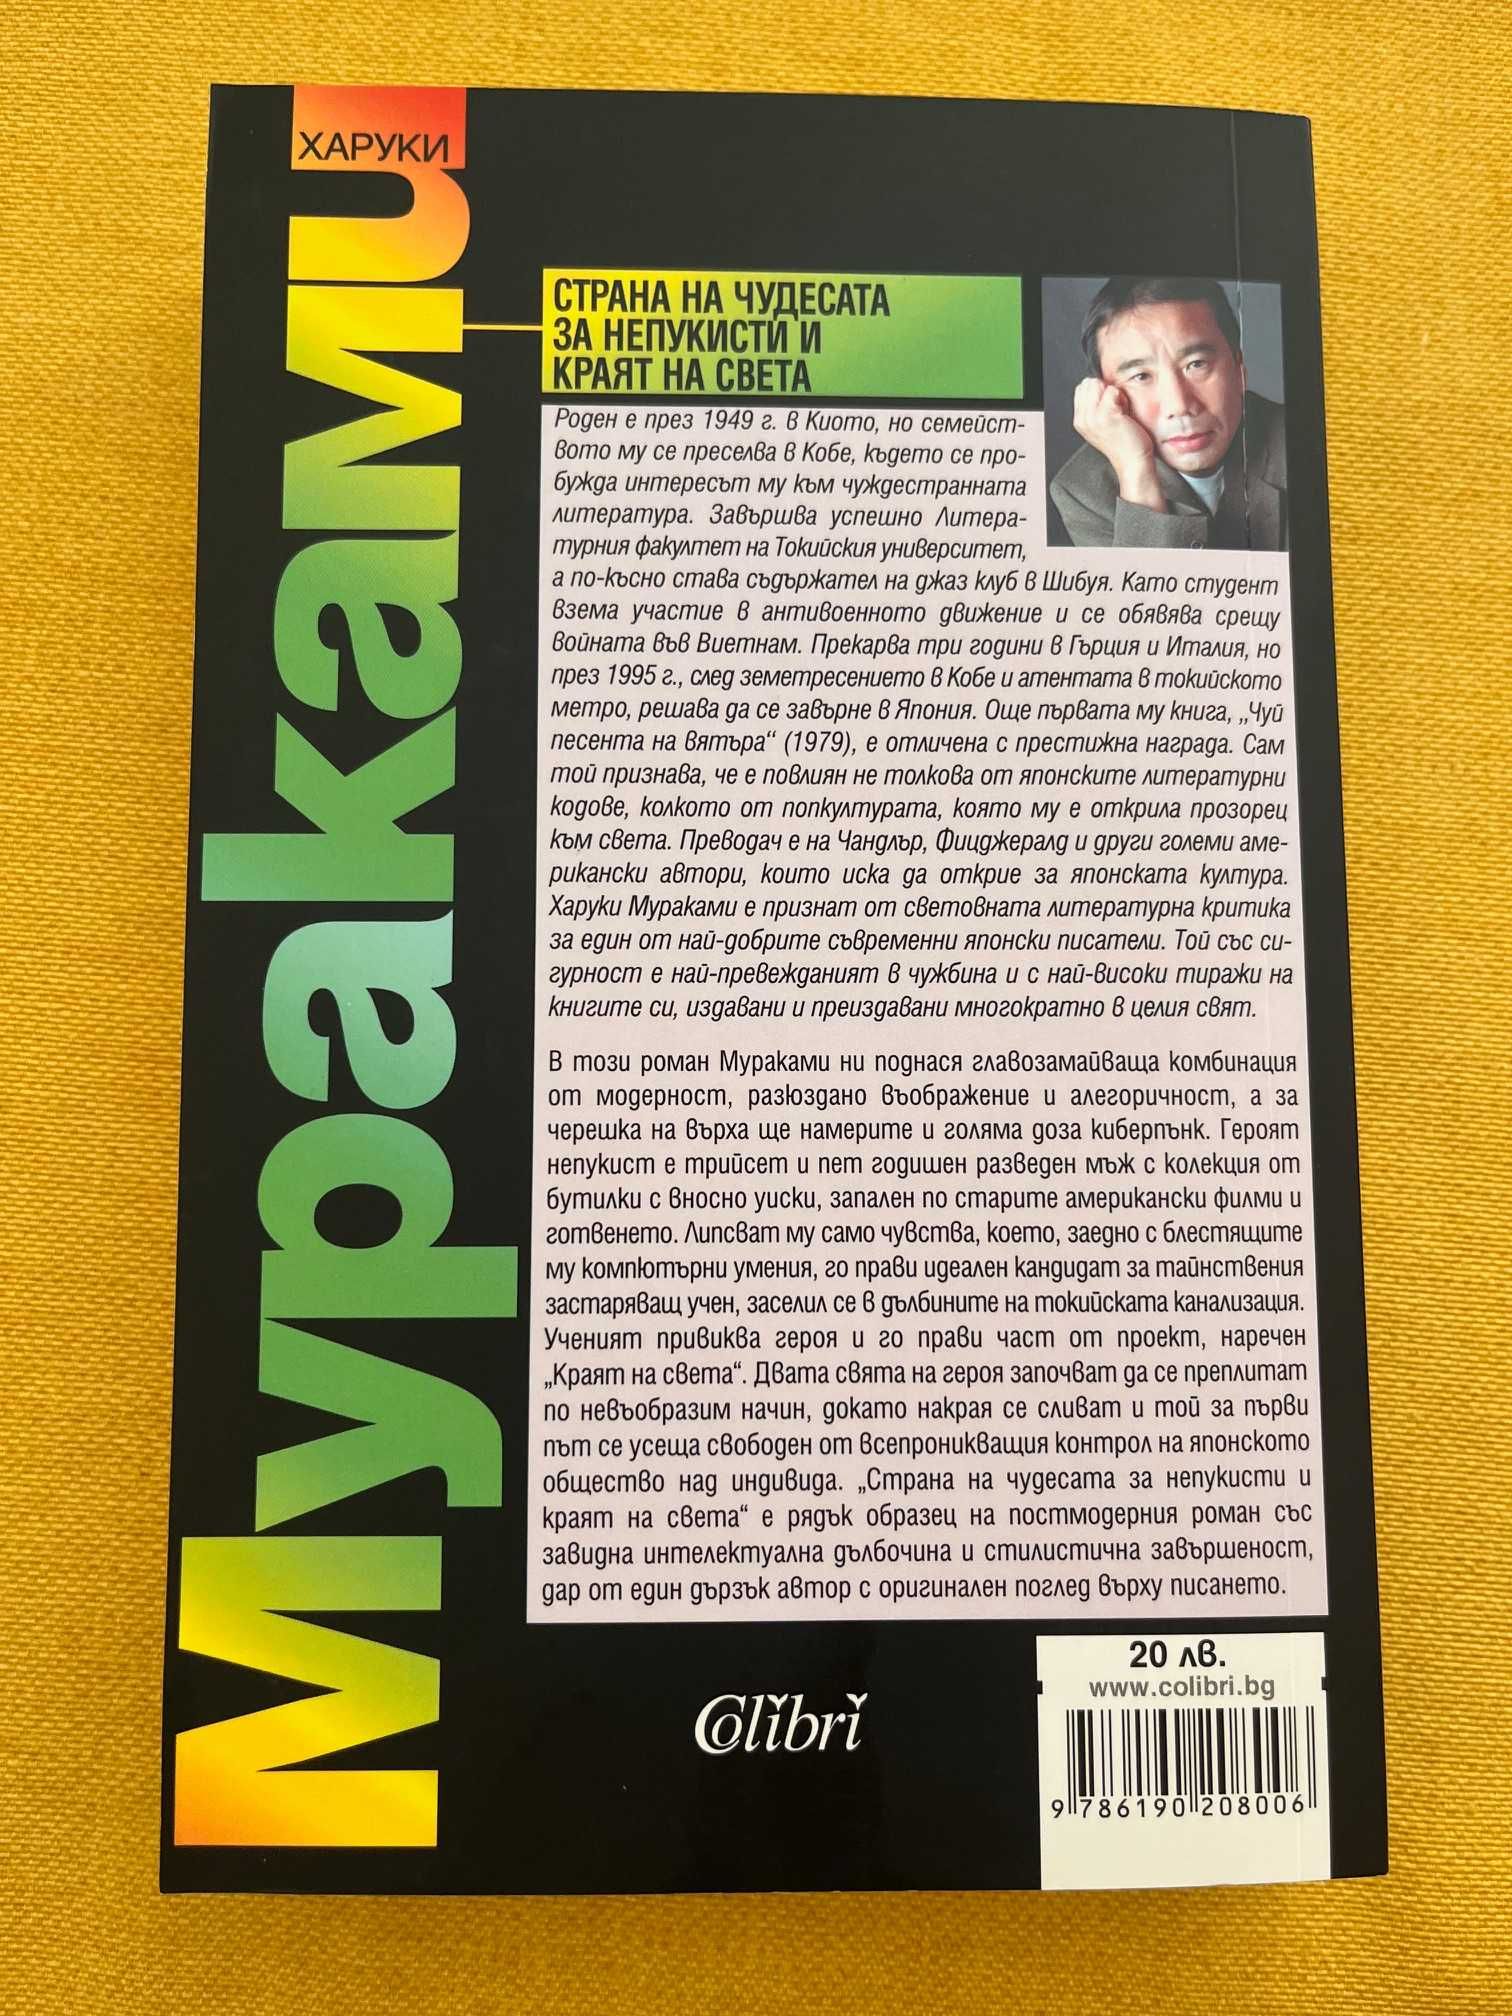 ХАРУКИ
Мураками
СТРАНА НА ЧУДЕСАТА
ЗА НЕПУКИСТИ И
КРАЯТ НА СВЕТА
Роден е през 1949 г. в Киото, но семейст-
вото му се преселва в Кобе, където се про-
бужда интересът му към чуждестранната
литература. Завършва успешно Литера-
турния факултет на Токийския университет,
а по-късно става съдържател на джаз клуб в Шибуя. Като студент
взема участие в антивоенното движение и се обявява срещу
войната във Виетнам. Прекарва три години в Гърция и Италия, но
през 1995 г., след земетресението в Кобе и атентата в токийското
метро, решава да се завърне в Япония. Още първата му книга, „Чуй
песента на вятъра“ (1979), е отличена с престижна награда. Сам
той признава, че е повлиян не толкова от японските литературни
кодове, колкото от попкултурата, която му е открила прозорец
към света. Преводач е на Чандлър, Фицджералд и други големи аме-
рикански автори, които иска да открие за японската култура.
Харуки Мураками е признат от световната литературна критика
за един от най-добрите съвременни японски писатели. Той със си-
гурност е най-превежданият в чужбина и с най-високи тиражи на
книгите си, издавани и преиздавани многократно в целия свят.
В този роман Мураками ни поднася главозамайваща комбинация
от модерност, разюздано въображение и алегоричност, а за
черешка на върха ще намерите и голяма доза киберпънк. Героят
непукист е трийсет и пет годишен разведен мъж с колекция от
бутилки с вносно уиски, запален по старите американски филми и
готвенето. Липсват му само чувства, което, заедно с блестящите
му компютърни умения, го прави идеален кандидат за тайнствения
застаряващ учен, заселил се в дълбините на токийската канализация.
Ученият привиква героя и го прави част от проект, наречен
„Краят на света“. Двата свята на героя започват да се преплитат
по невъобразим начин, докато накрая се сливат и той за първи
път се усеща свободен от всепроникващия контрол на японското
общество над индивида. „Страна на чудесата за непукисти и
краят на света“ е рядък образец на постмодерния роман със
завидна интелектуална дълбочина и стилистична завършеност,
дар от един дързък автор с оригинален поглед върху писането.
Colibri
20 лв.
www.colibri.bg
9 786190 208006